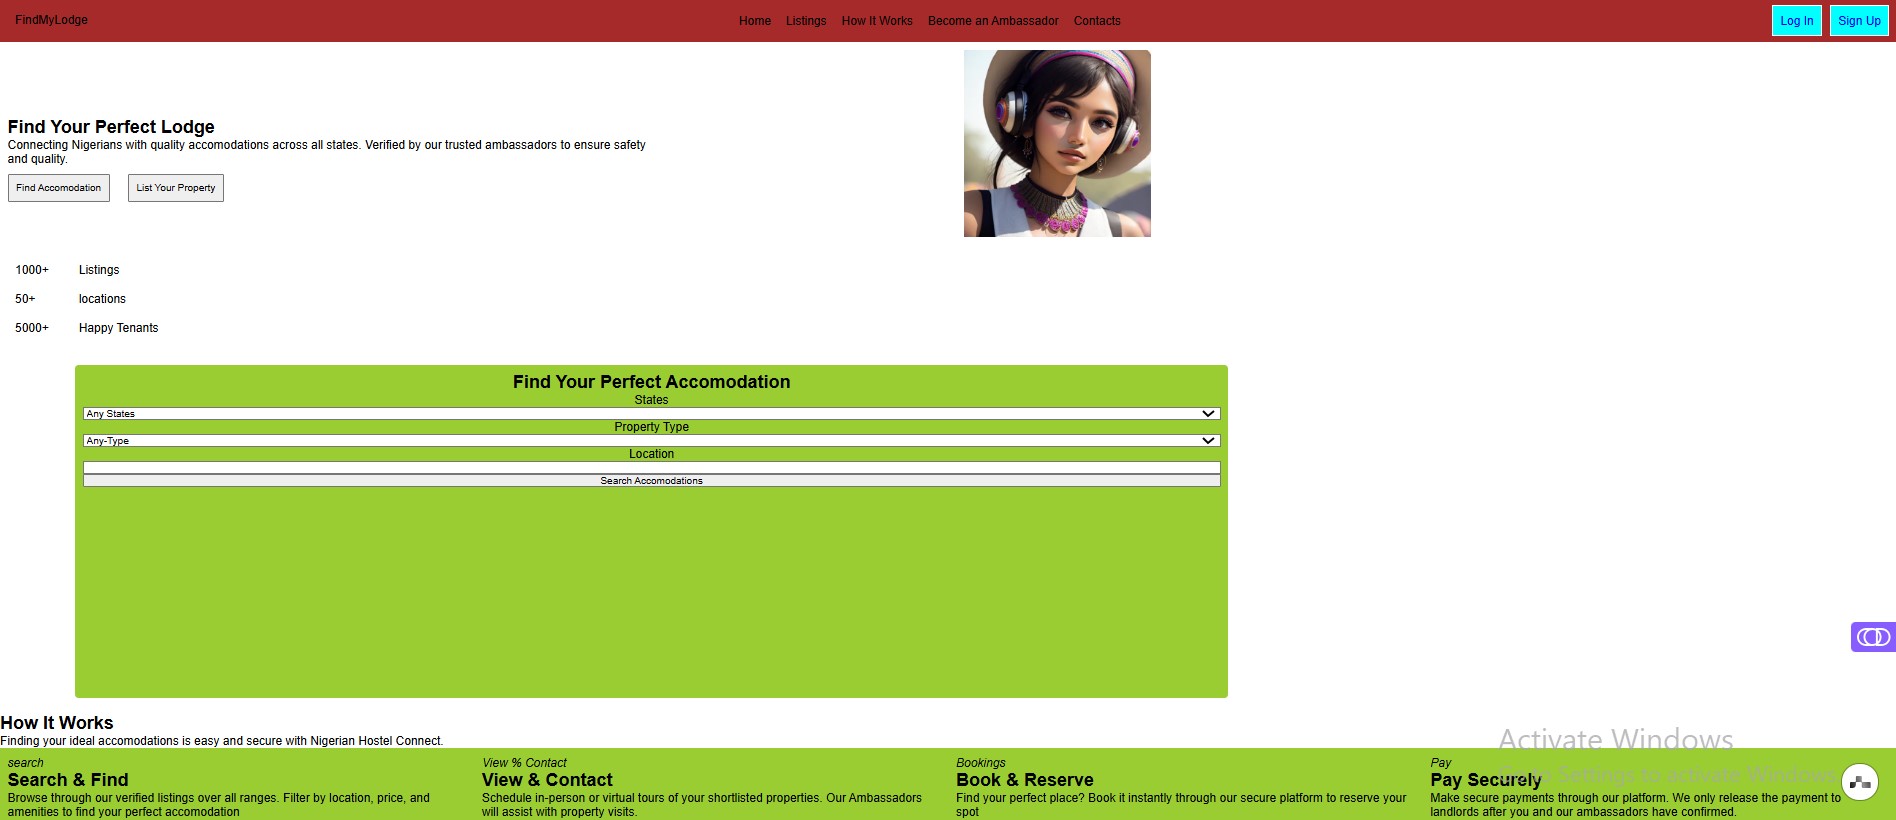 FindMyLodge
Home Listings How It Works Become an Ambassador Contacts
Log In Sign Up
Find Your Perfect Lodge
Connecting Nigerians with quality accomodations across all states. Verified by our trusted ambassadors to ensure safety
and quality.
Find Accomodation List Your Property
1000+ Listings
50+ locations
5000+ Happy Tenants
Find Your Perfect Accomodation
States
Any States
Property Type
Any-Type
Location
Search Accomodations
How It Works
Finding your ideal accomodations is easy and secure with Nigerian Hostel Connect.
Activate Windows
Go to Settings to activate Windows.
search
Search & Find
Browse through our verified listings over all ranges. Filter by location, price, and
amenities to find your perfect accomodation
View % Contact
View & Contact
Schedule in-person or virtual tours of your shortlisted properties. Our Ambassadors
will assist with property visits.
Bookings
Book & Reserve
Find your perfect place? Book it instantly through our secure platform to reserve your
spot
Pay
Pay Securely
Make secure payments through our platform. We only release the payment to
landlords after you and our ambassadors have confirmed.